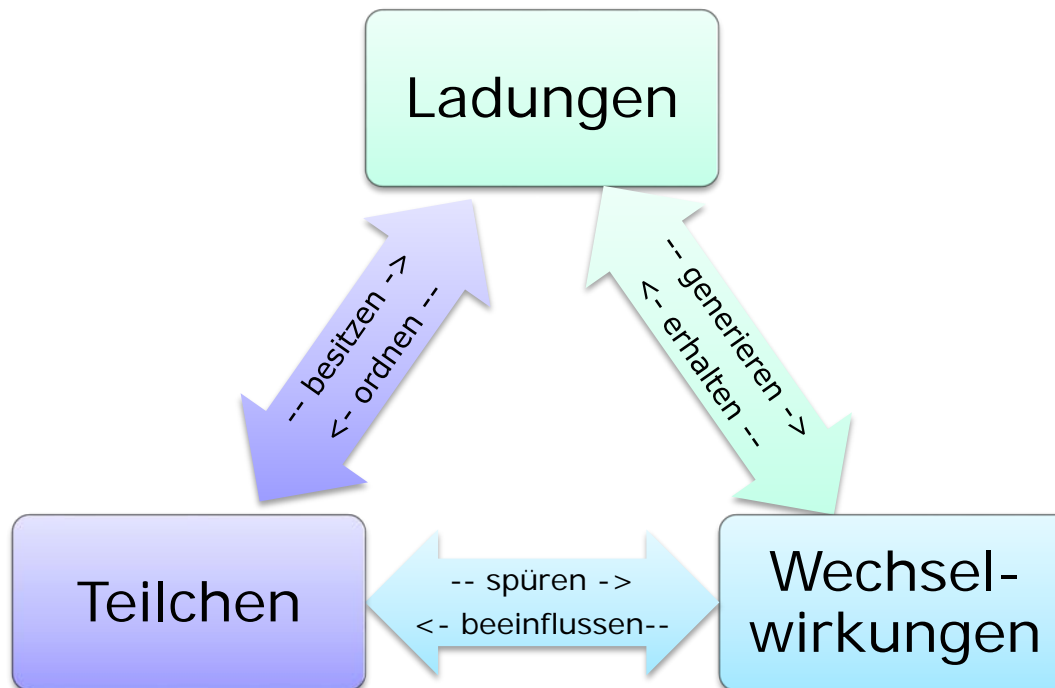 Ladungen
-- besitzen ->
<- ordnen --
-- generieren ->
<- erhalten --
Teilchen
-- spüren ->
<- beeinflussen--
Wechsel-
wirkungen